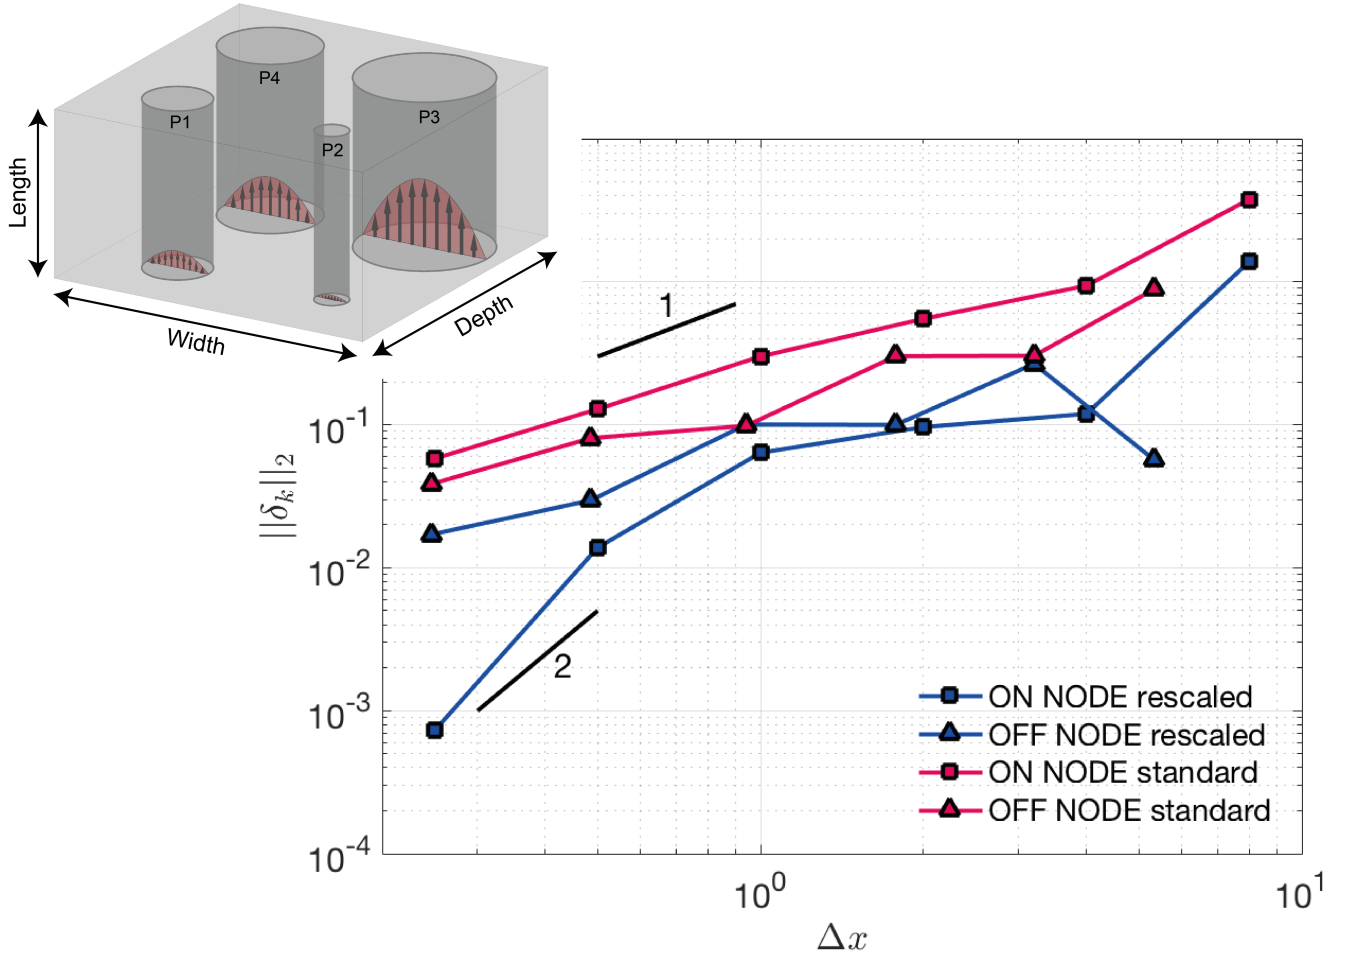 P4
P1
P3
P2
Length
Width
Depth
1
2
10^-1
10^-2
10^-3
10^-4
||δ_k||_2
10^0
10^1
Δx
ON NODE rescaled
OFF NODE rescaled
ON NODE standard
OFF NODE standard